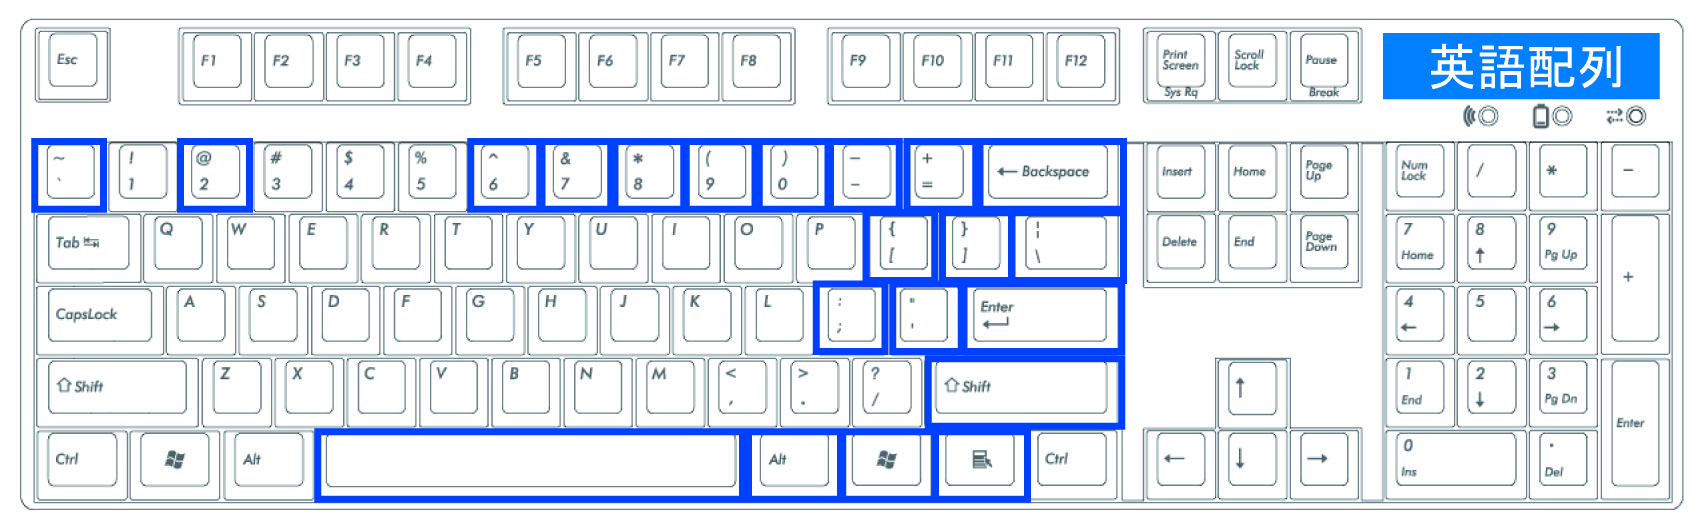 英語配列
Esc F1 F2 F3 F4 F5 F6 F7 F8 F9 F10 F11 F12 Print Screen Sys Rq Scroll Lock Pause Break
~ ` ! 1 @ 2 # 3 $ 4 % 5 ^ 6 & 7 * 8 ( 9 ) 0 – - + = ← Backspace Insert Home Page Up Num Lock / * –
Tab Q W E R T Y U I O P { [ } ] ¦ \ Delete End Page Down 7 Home 8 ↑ 9 Pg Up +
CapsLock A S D F G H J K L : ; " ' Enter 4 ← 5 6 →
Shift Z X C V B N M < , > . ? / Shift ↑ 1 End 2 ↓ 3 Pg Dn Enter
Ctrl Alt Alt Ctrl ← ↓ → 0 Ins . Del